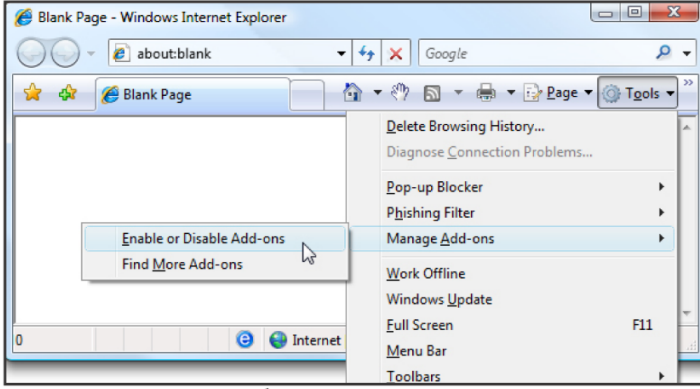 Blank Page - Windows Internet Explorer
about:blank
Google
Blank Page
Page
Tools
Delete Browsing History...
Diagnose Connection Problems...
Pop-up Blocker
Phishing Filter
Manage Add-ons
Enable or Disable Add-ons
Find More Add-ons
Work Offline
Windows Update
Full Screen F11
Menu Bar
Toolbars
0
Internet